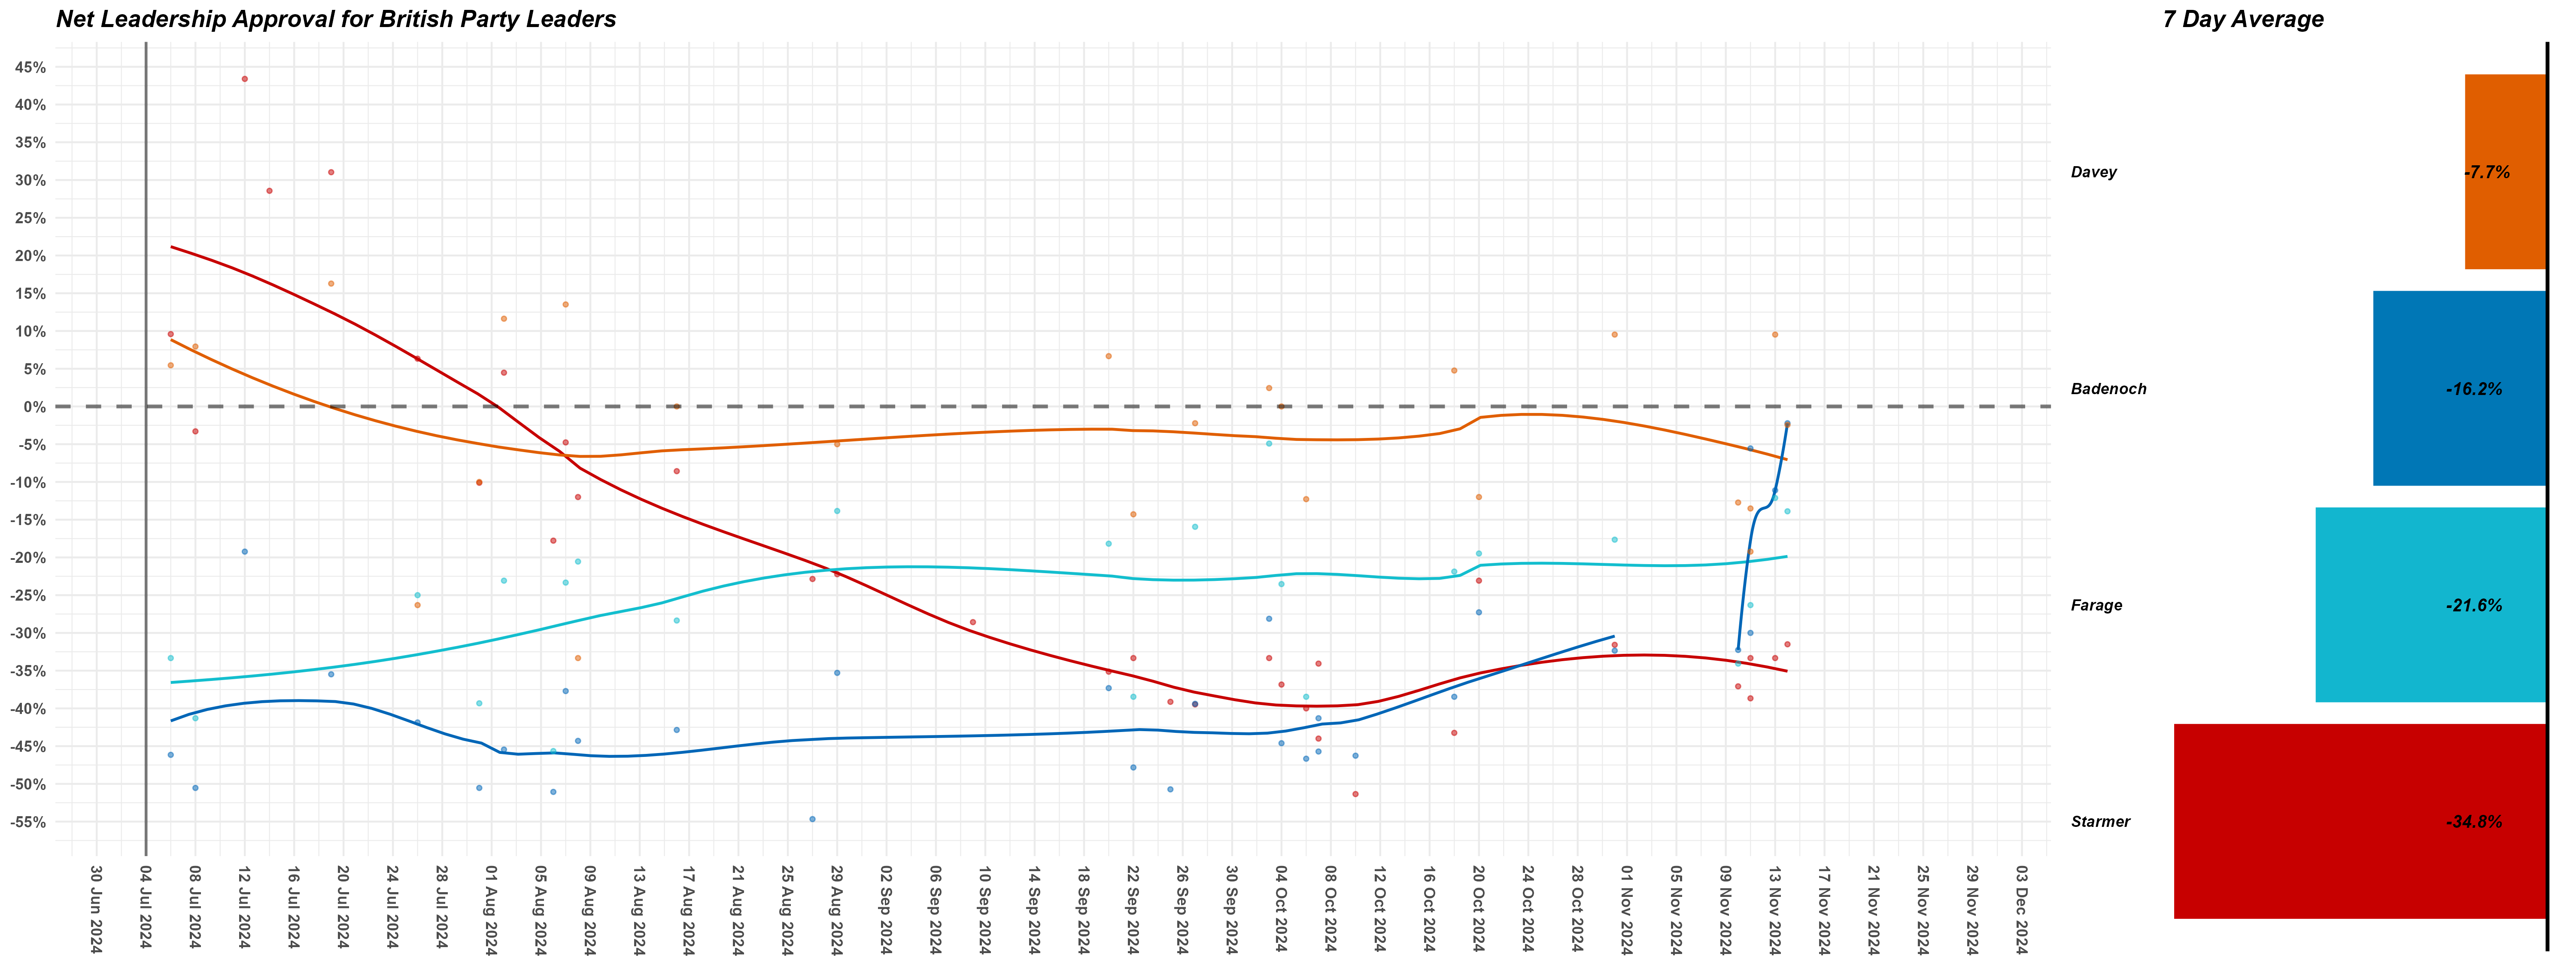 Net Leadership Approval for British Party Leaders
7 Day Average
45%
40%
35%
30%
25%
20%
15%
10%
5%
0%
-5%
-10%
-15%
-20%
-25%
-30%
-35%
-40%
-45%
-50%
-55%
30 Jun 2024
04 Jul 2024
08 Jul 2024
12 Jul 2024
16 Jul 2024
20 Jul 2024
24 Jul 2024
28 Jul 2024
01 Aug 2024
05 Aug 2024
09 Aug 2024
13 Aug 2024
17 Aug 2024
21 Aug 2024
25 Aug 2024
29 Aug 2024
02 Sep 2024
06 Sep 2024
10 Sep 2024
14 Sep 2024
18 Sep 2024
22 Sep 2024
26 Sep 2024
30 Sep 2024
04 Oct 2024
08 Oct 2024
12 Oct 2024
16 Oct 2024
20 Oct 2024
24 Oct 2024
28 Oct 2024
01 Nov 2024
05 Nov 2024
09 Nov 2024
13 Nov 2024
17 Nov 2024
21 Nov 2024
25 Nov 2024
29 Nov 2024
03 Dec 2024
Davey -7.7%
Badenoch -16.2%
Farage -21.6%
Starmer -34.8%